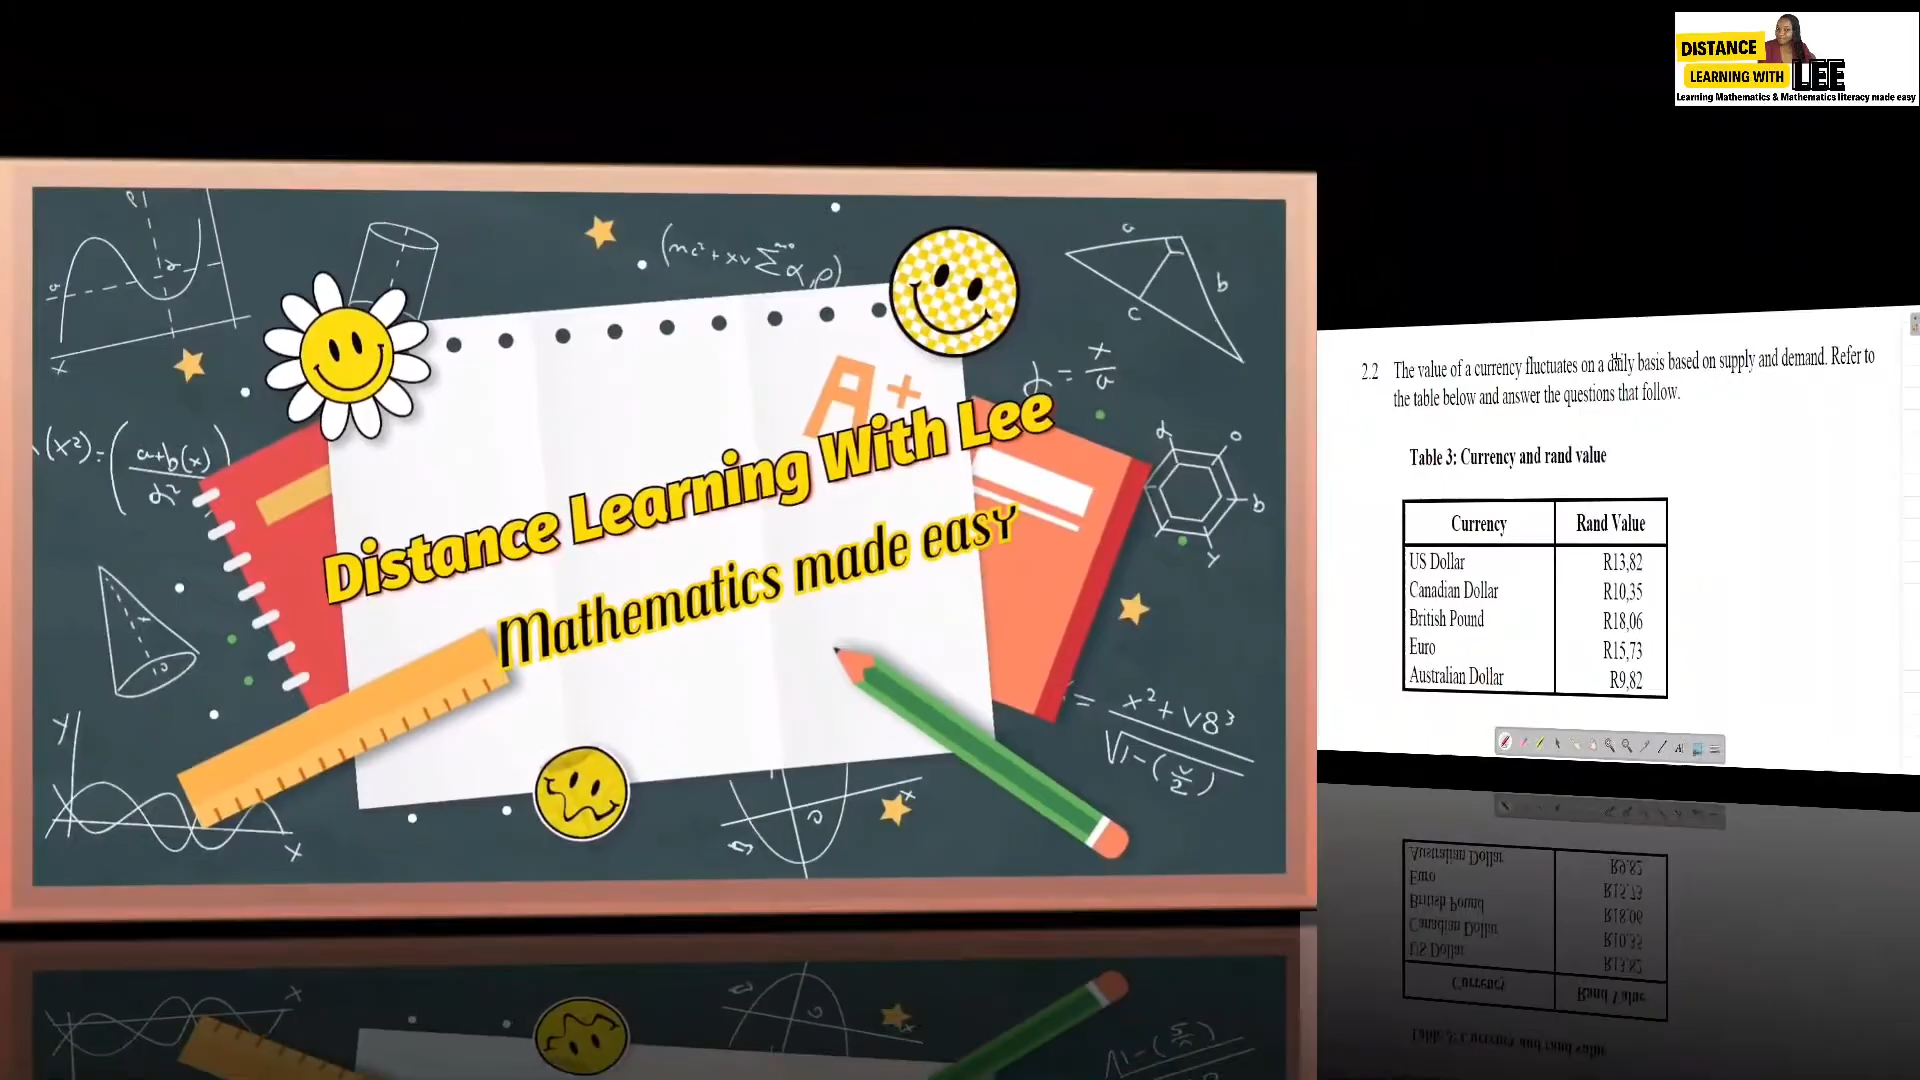 DISTANCE
LEARNING WITH LEE
Learning Mathematics & Mathematics literacy made easy
A+
Distance Learning With Lee
Mathematics made easy
2.2 The value of a currency fluctuates on a daily basis based on supply and demand. Refer to
the table below and answer the questions that follow.
Table 3: Currency and rand value
Currency Rand Value
US Dollar R13,82
Canadian Dollar R10,35
British Pound R18,06
Euro R15,73
Australian Dollar R9,82